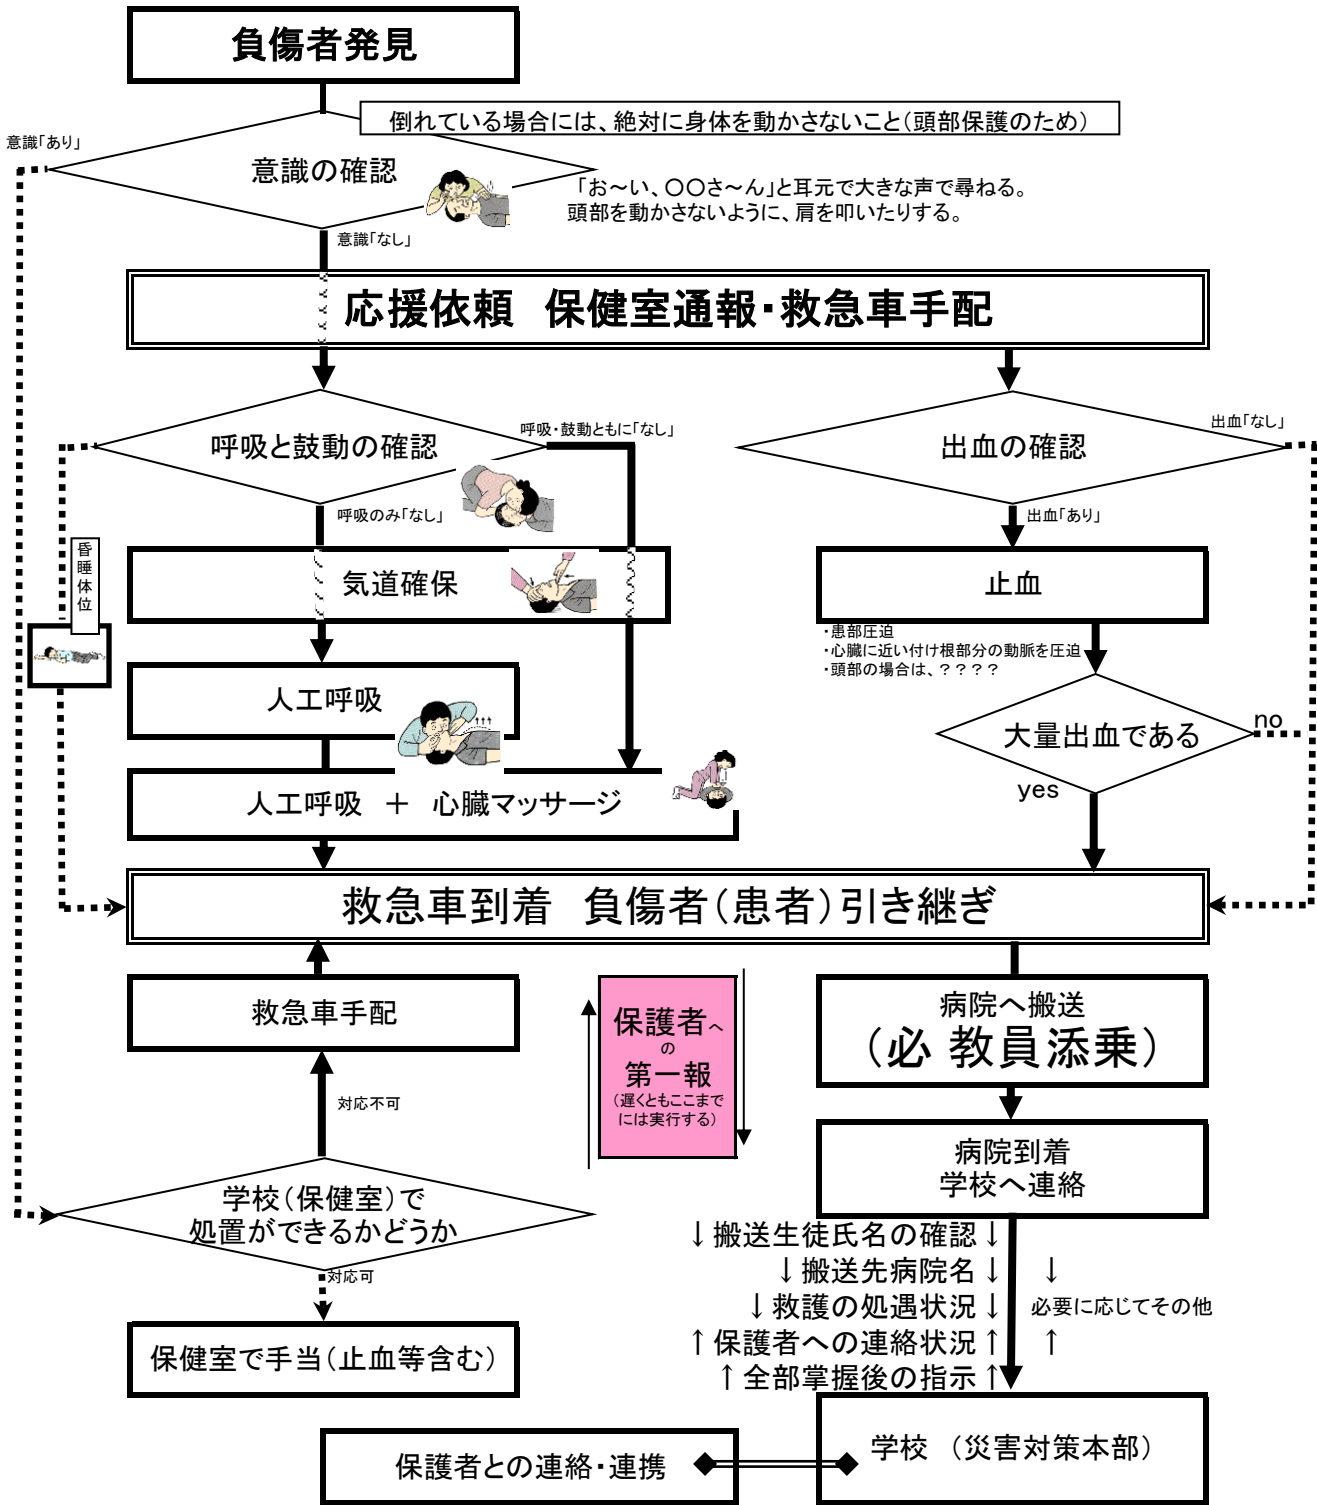 負傷者発見
倒れている場合には、絶対に身体を動かさないこと（頭部保護のため）
意識「あり」
意識の確認
「お～い、〇〇さ～ん」と耳元で大きな声で尋ねる。
頭部を動かさないように、肩を叩いたりする。
意識「なし」
応援依頼　保健室通報・救急車手配
呼吸と鼓動の確認
呼吸・鼓動ともに「なし」
出血の確認
出血「なし」
呼吸のみ「なし」
出血「あり」
昏睡体位
気道確保
止血
・患部圧迫
・心臓に近い付け根部分の動脈を圧迫
・頭部の場合は、？？？？
人工呼吸
大量出血である
no
yes
人工呼吸　＋　心臓マッサージ
救急車到着　負傷者（患者）引き継ぎ
救急車手配
保護者へ
の
第一報
（遅くともここまで
には実行する）
病院へ搬送
（必 教員添乗）
対応不可
病院到着
学校へ連絡
学校（保健室）で
処置ができるかどうか
対応可
↓搬送生徒氏名の確認↓
↓搬送先病院名↓　↓
↓救護の処遇状況↓　必要に応じてその他
↑保護者への連絡状況↑　↑
↑全部掌握後の指示↑
保健室で手当（止血等含む）
学校　（災害対策本部）
保護者との連絡・連携